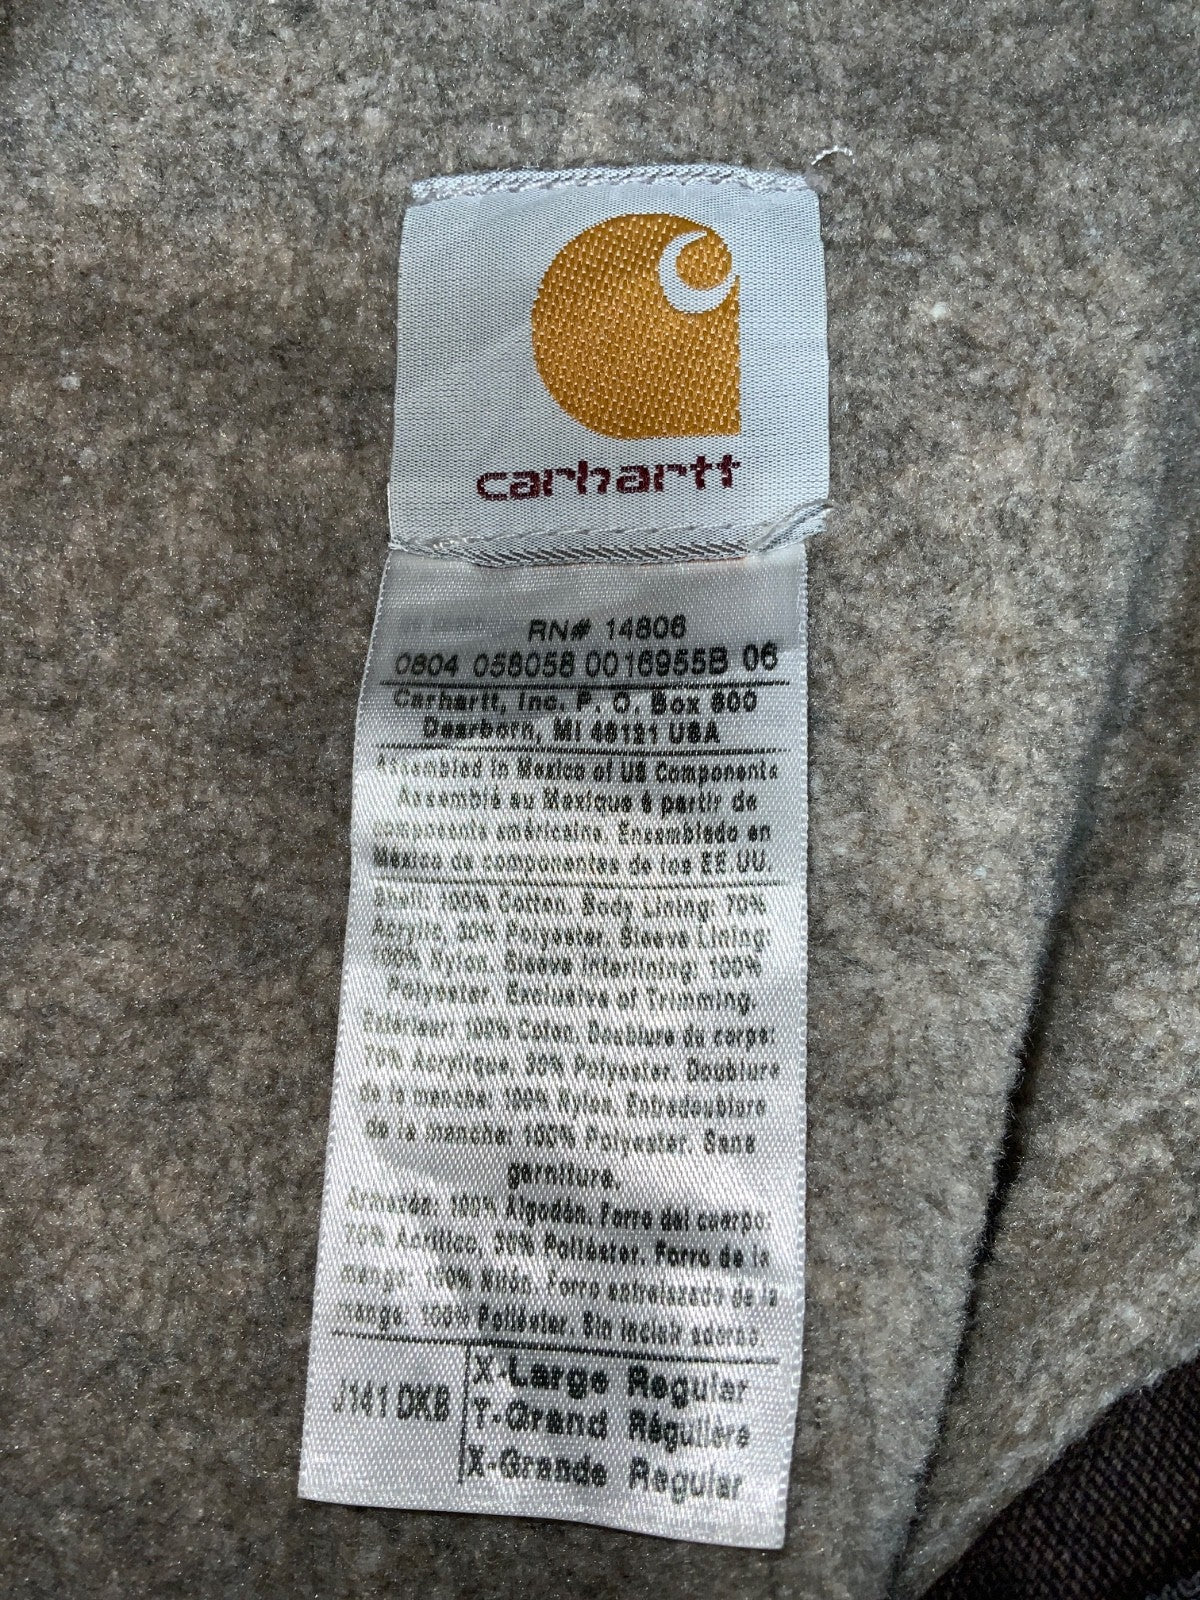 carhartt
RN# 14806
0804 058058 0016955B 06
Carhartt, Inc. P. O. Box 600
Dearborn, MI 48121 USA
Assembled in Mexico of US Components
Assemblé au Mexique é partir de
components américains. Ensamblado en
México de componentes de los EE.UU.
Shell: 100% Cotton. Body Lining: 70%
Acrylic, 30% Polyester. Sleeve Lining:
100% Nylon. Sleeve Interlining: 100%
Polyester. Exclusive of Trimming.
Extérieur: 100% Coton. Doublure du corps:
70% Acrylique, 30% Polyester. Doublure
de la manche: 100% Nylon. Entredoublure
de la manche: 100% Polyester. Sans
garniture.
Armazón: 100% Algodón. Forro del cuerpo:
70% Acrílico, 30% Poliéster. Forro de la
manga: 100% Nilón. Forro entrelazado de la
manga: 100% Poliéster. Sin incluir adorno.
J141 DKB
X-Large Regular
T-Grand Régulière
X-Grande Regular